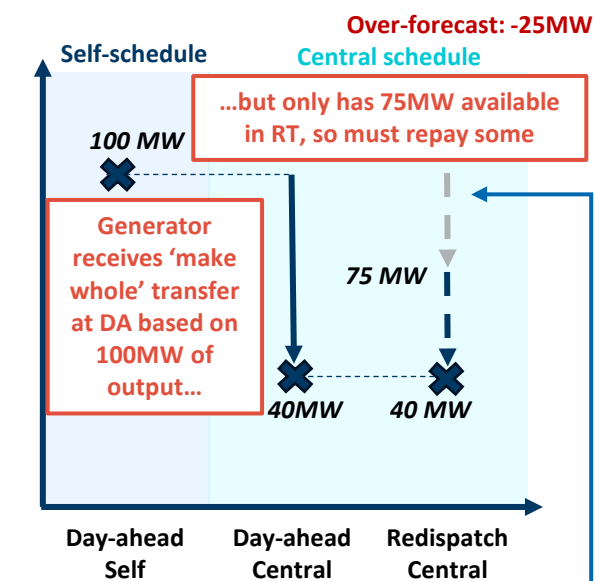 Over-forecast: -25MW
Self-schedule
Central schedule
…but only has 75MW available
in RT, so must repay some
100 MW
Generator
receives ‘make
whole’ transfer
at DA based on
100MW of
output…
75 MW
40MW
40 MW
Day-ahead
Self
Day-ahead
Central
Redispatch
Central